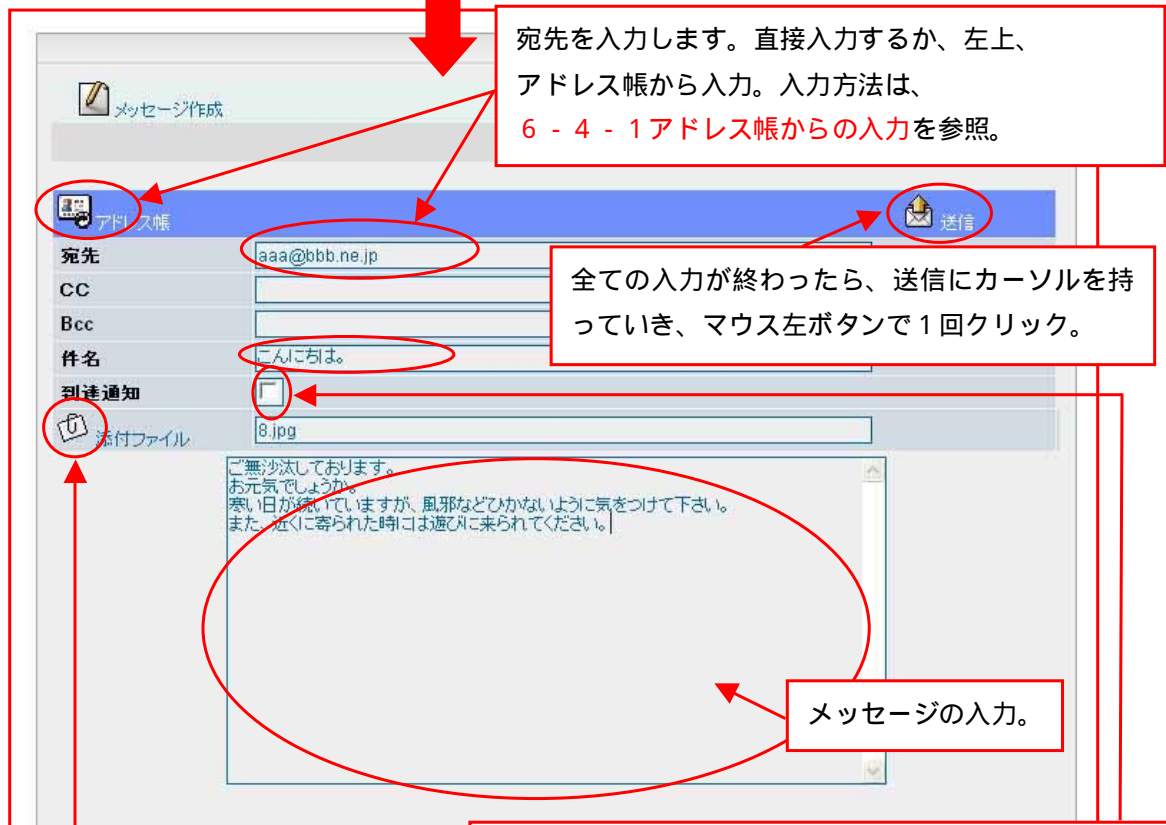 宛先を入力します。直接入力するか、左上、
アドレス帳から入力。入力方法は、
6-4-1アドレス帳からの入力を参照。
メッセージ作成
アドレス帳
送信
宛先
aaa@bbb.ne.jp
全ての入力が終わったら、送信にカーソルを持
っていき、マウス左ボタンで1回クリック。
CC
Bcc
件名
こんにちは。
到達通知
添付ファイル
8.jpg
ご無沙汰しております。
お元気でしょうか。
寒い日が続いていますが、風邪などひかないように気をつけて下さい。
また、近くに寄られた時には遊びに来られてください。
メッセージの入力。